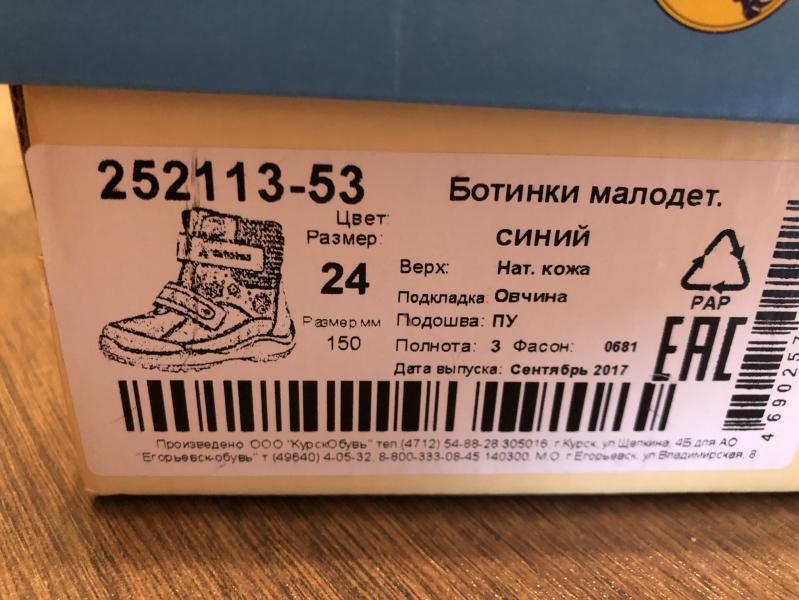 252113-53
Ботинки малодет.
Цвет:
синий
Размер:
24
Верх: Нат. кожа
Подкладка: Овчина
Размер мм
150
Подошва: ПУ
Полнота: 3 Фасон: 0681
Дата выпуска: Сентябрь 2017
PAP
EAC
Произведено ООО "КурскОбувь" тел (4712) 54-88-28 305016 г Курск, ул.Щепкина, 4Б для АО
"Егорьевск-обувь" т (49640) 4-05-32, 8-800-333-08-45 140300, М.О. г Егорьевск, ул Владимирская, 8
4 690257